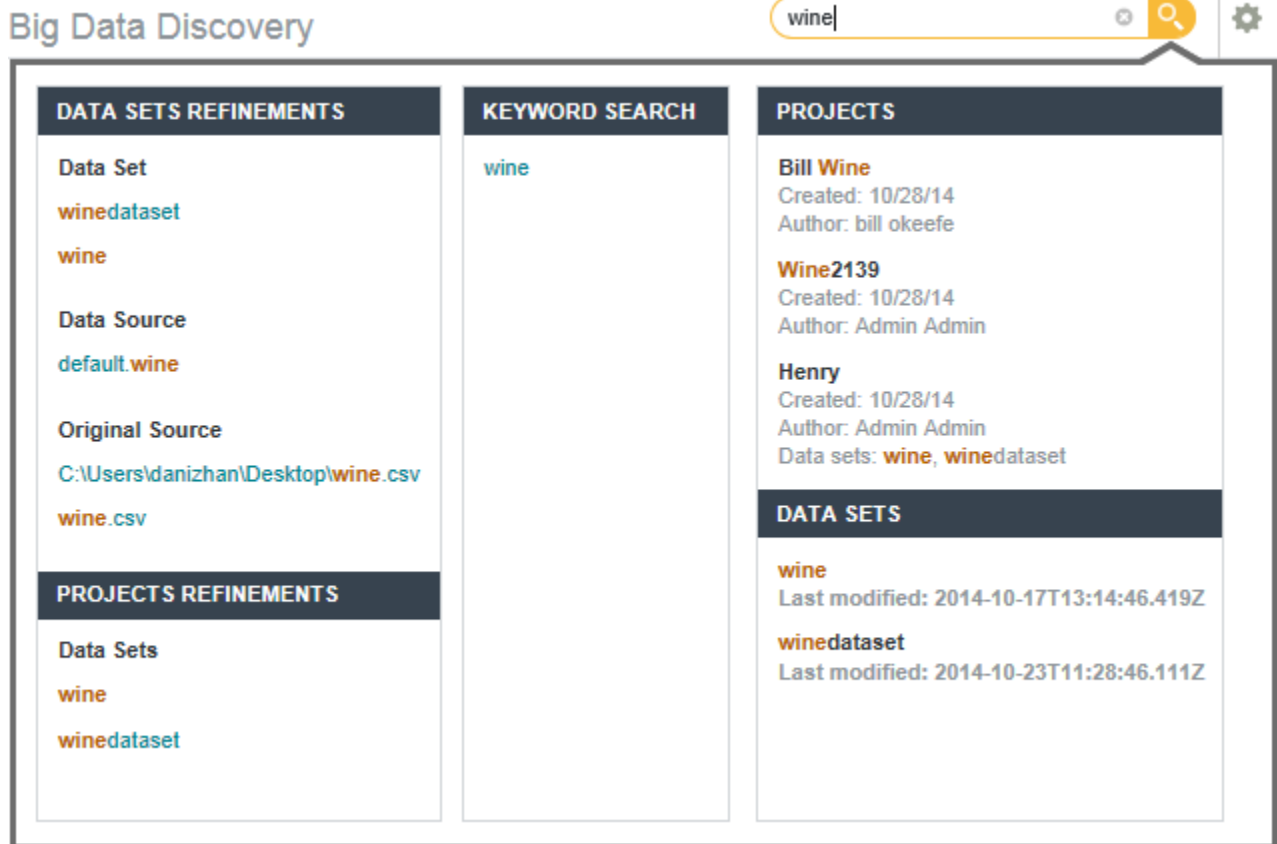 Big Data Discovery
wine
DATA SETS REFINEMENTS
Data Set
winedataset
wine
Data Source
default.wine
Original Source
C:\Users\danizhan\Desktop\wine.csv
wine.csv
PROJECTS REFINEMENTS
Data Sets
wine
winedataset
KEYWORD SEARCH
wine
PROJECTS
Bill Wine
Created: 10/28/14
Author: bill okeefe
Wine2139
Created: 10/28/14
Author: Admin Admin
Henry
Created: 10/28/14
Author: Admin Admin
Data sets: wine, winedataset
DATA SETS
wine
Last modified: 2014-10-17T13:14:46.419Z
winedataset
Last modified: 2014-10-23T11:28:46.111Z